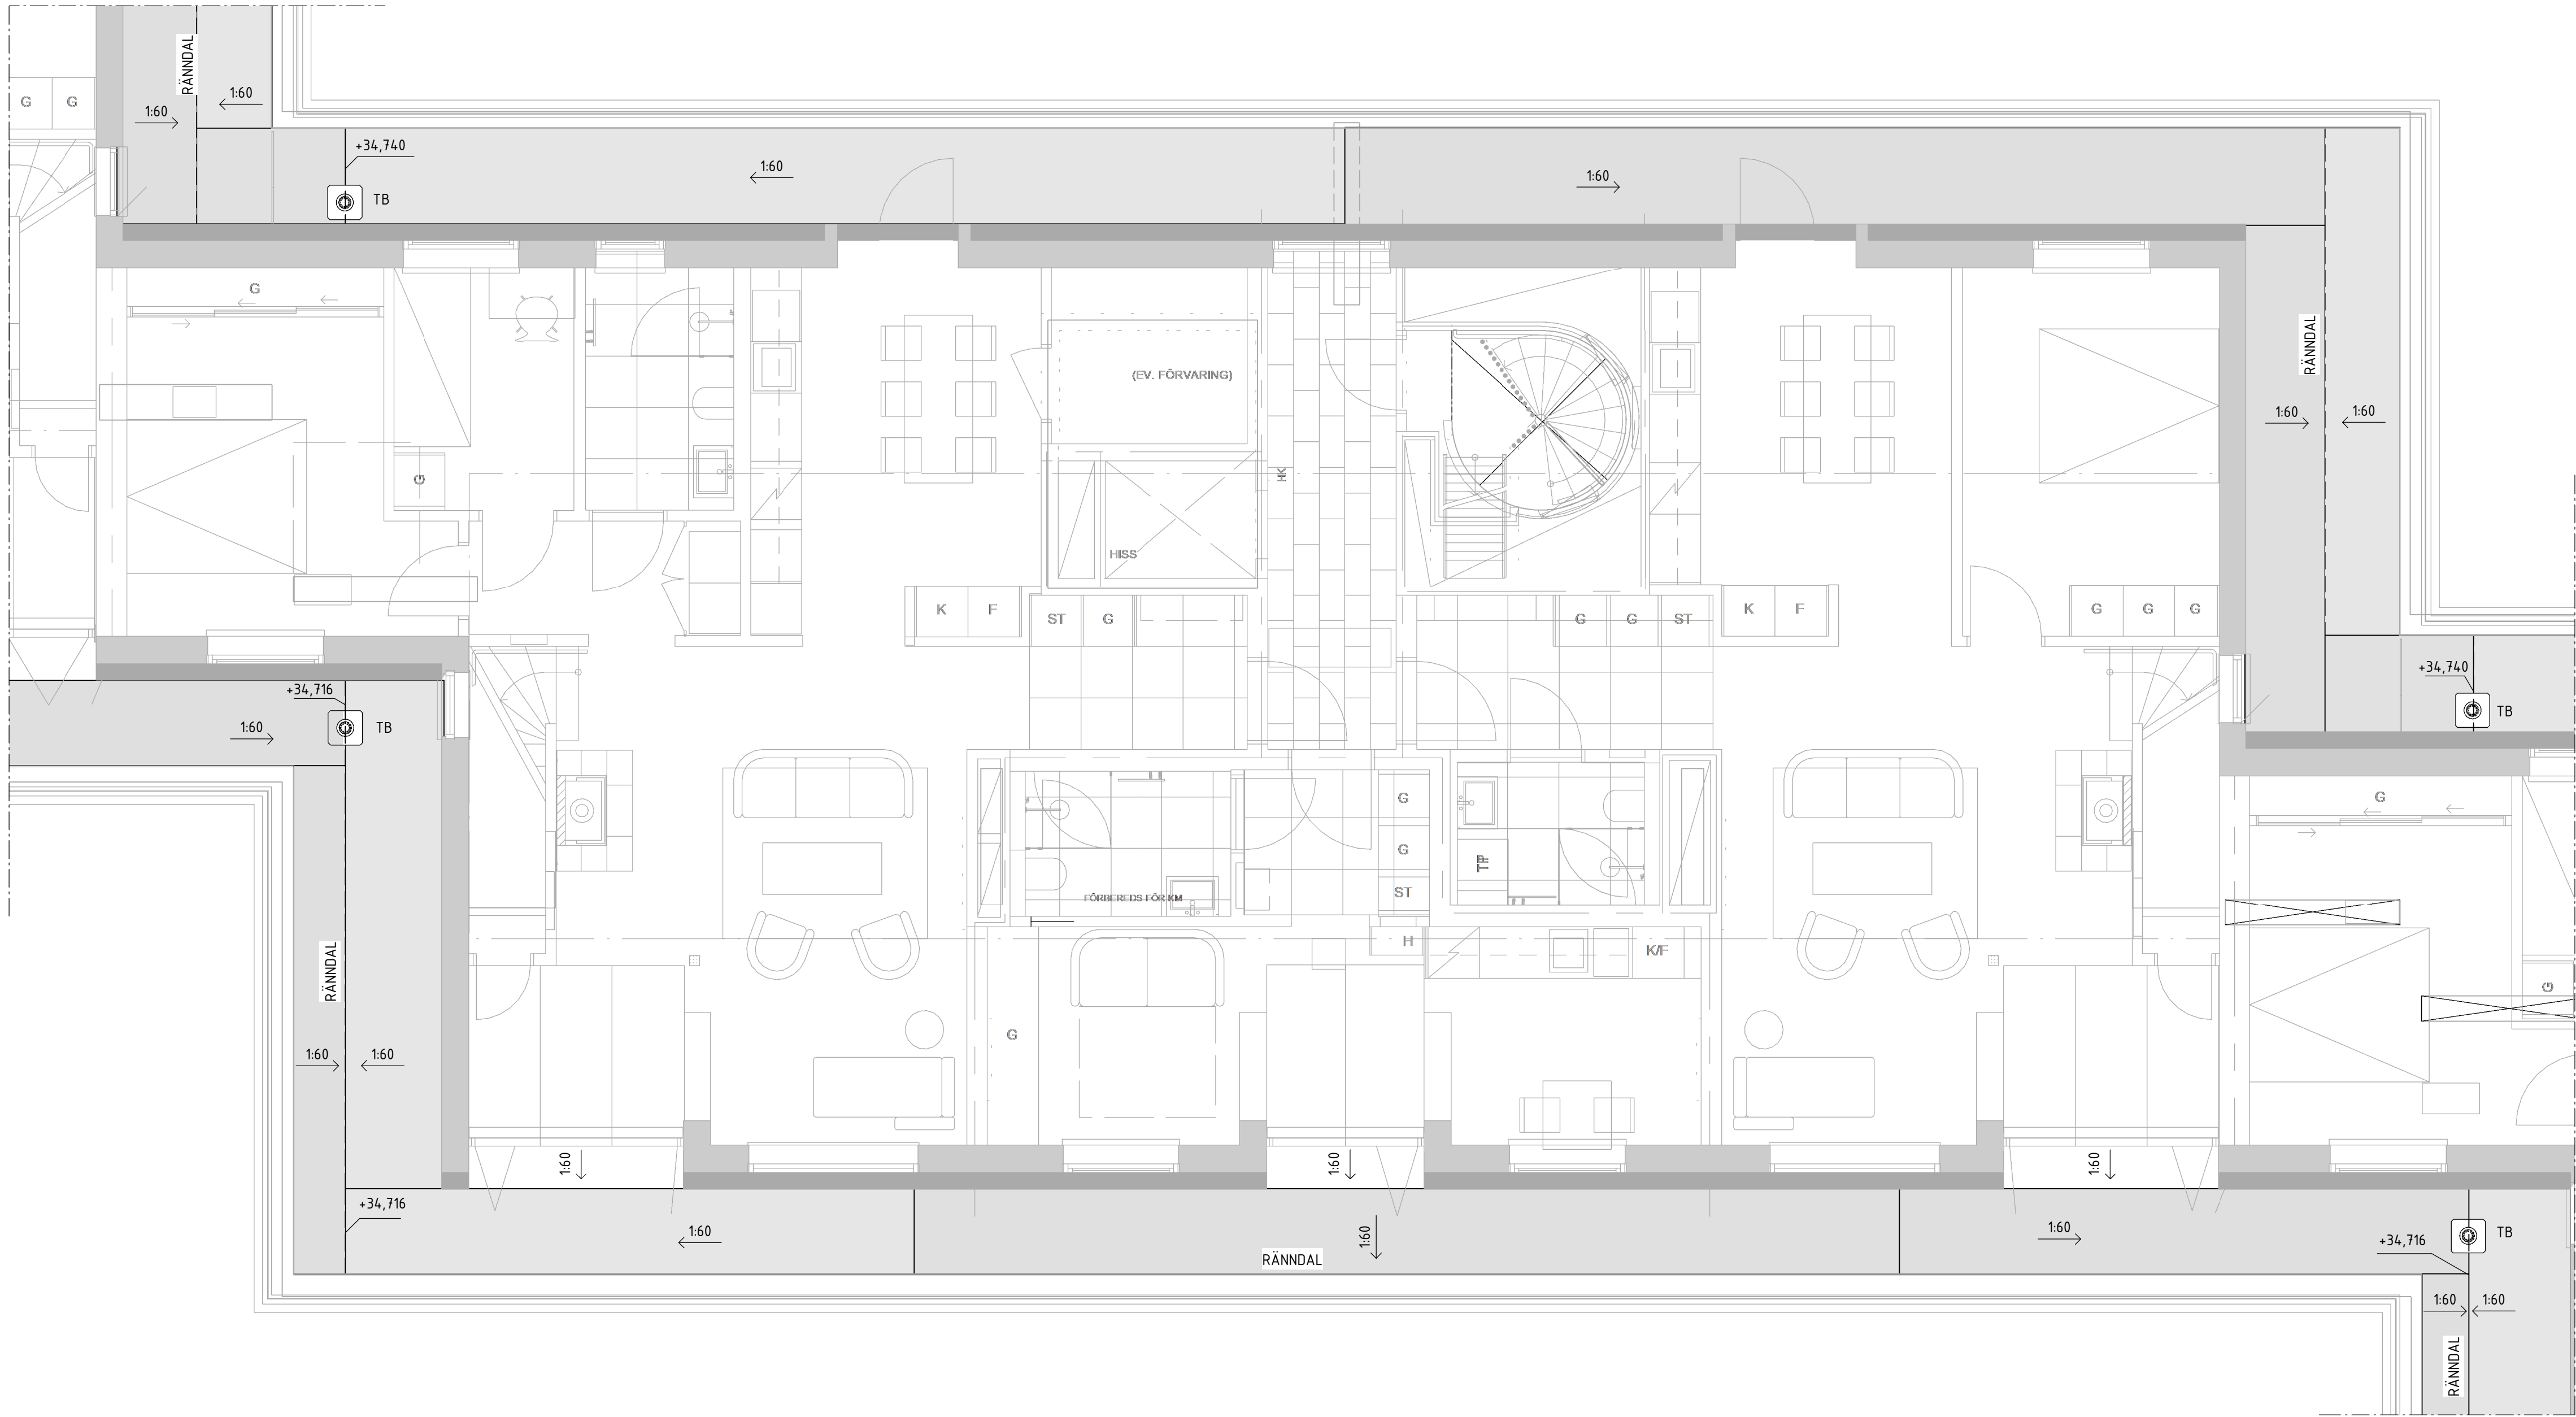 RÄNNDAL
G G
1:60
1:60
+34,740
TB
1:60
1:60
G
(EV. FÖRVARING)
RÄNNDAL
1:60
1:60
G
HK
HISS
K F
ST G
G G ST
K F
G G G
+34,740
TB
+34,716
TB
1:60
G
G
G
ST
TP
FÖRBEREDS FÖR KM
G
H
K/F
RÄNNDAL
G
1:60
1:60
G
1:60
1:60
1:60
+34,716
1:60
1:60
RÄNNDAL
1:60
+34,716
TB
1:60
1:60
RÄNNDAL